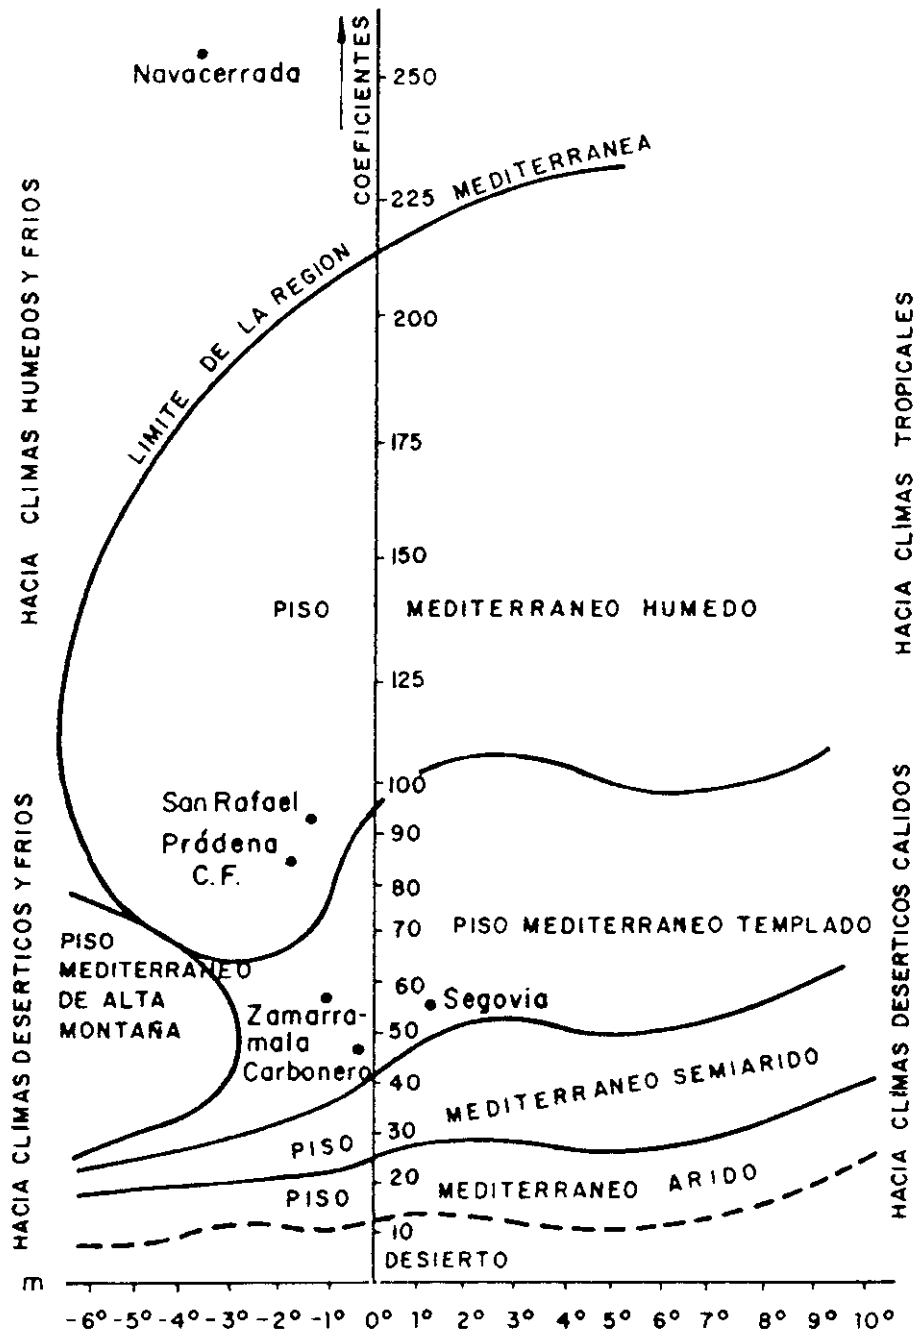 Navacerrada
COEFICIENTES
250
225
200
175
150
125
100
90
80
70
60
50
40
30
20
10
LIMITE DE LA REGION MEDITERRANEA
HACIA CLIMAS HUMEDOS Y FRIOS
HACIA CLIMAS TROPICALES
PISO MEDITERRANEO HUMEDO
San Rafael
Prádena
C.F.
HACIA CLIMAS DESERTICOS Y FRIOS
HACIA CLIMAS DESERTICOS CALIDOS
PISO MEDITERRANEO TEMPLADO
PISO
MEDITERRANEO
DE ALTA
MONTAÑA
Zamarra-
mala
Carbonero
Segovia
PISO MEDITERRANEO SEMIARIDO
PISO MEDITERRANEO ARIDO
DESIERTO
m
-6° -5° -4° -3° -2° -1° 0° 1° 2° 3° 4° 5° 6° 7° 8° 9° 10°